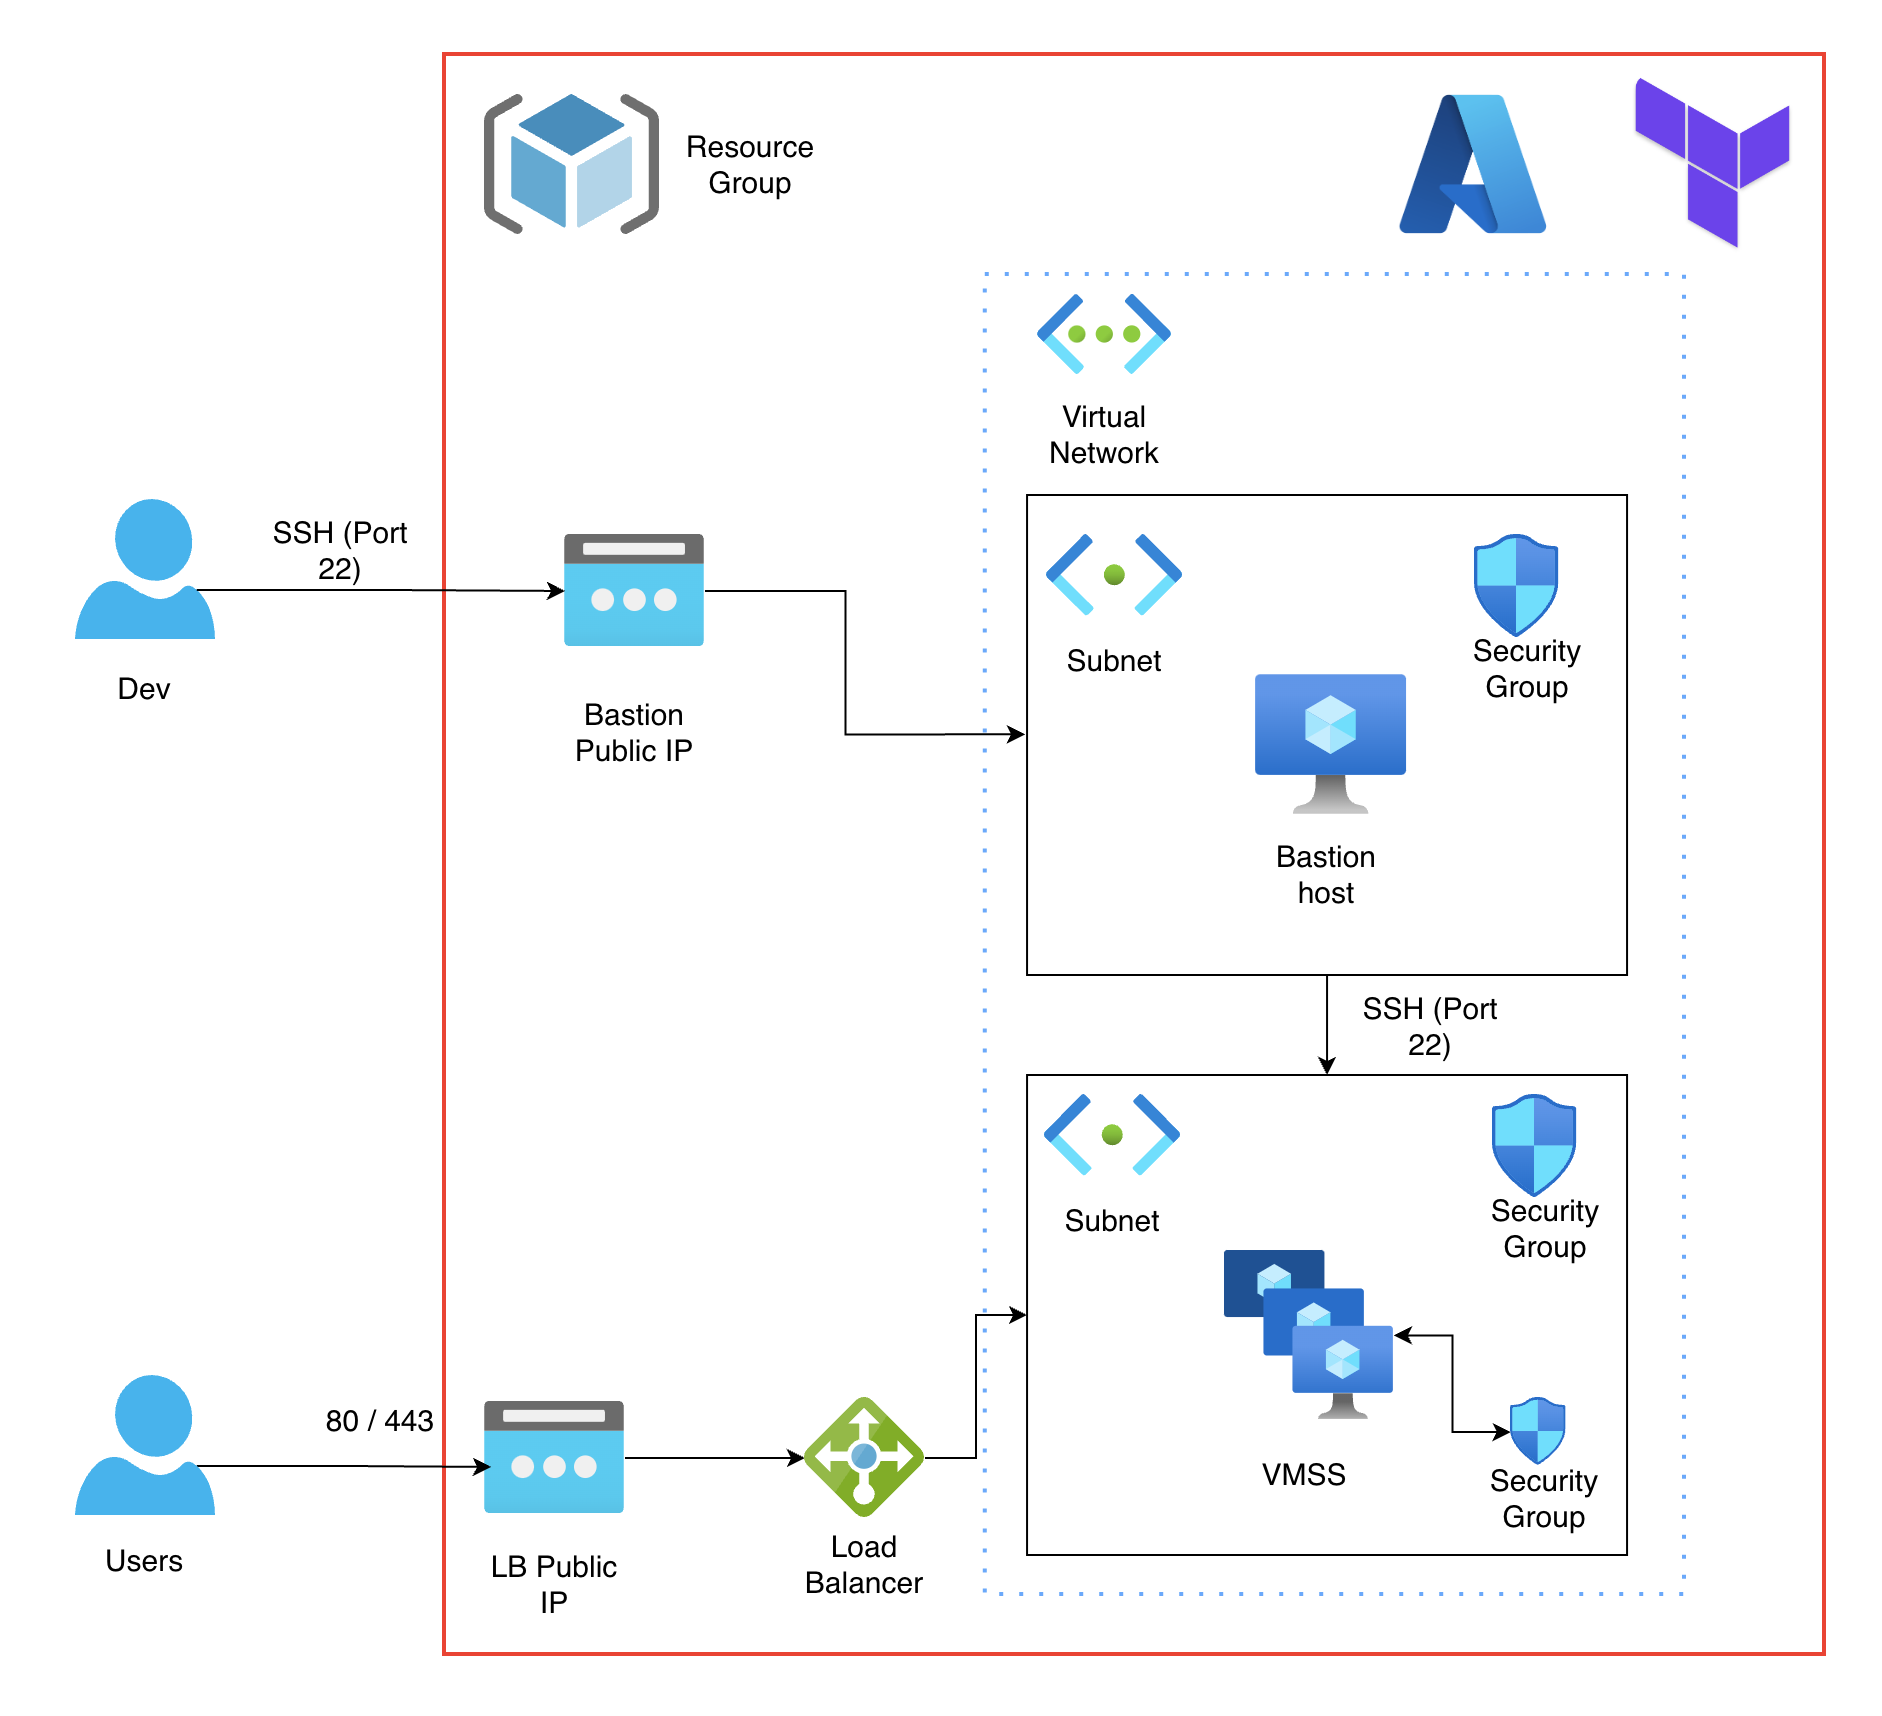 Resource
Group
Virtual
Network
SSH (Port
22)
Dev
Bastion
Public IP
Subnet
Security
Group
Bastion
host
SSH (Port
22)
Subnet
Security
Group
VMSS
Security
Group
80 / 443
Users
LB Public
IP
Load
Balancer